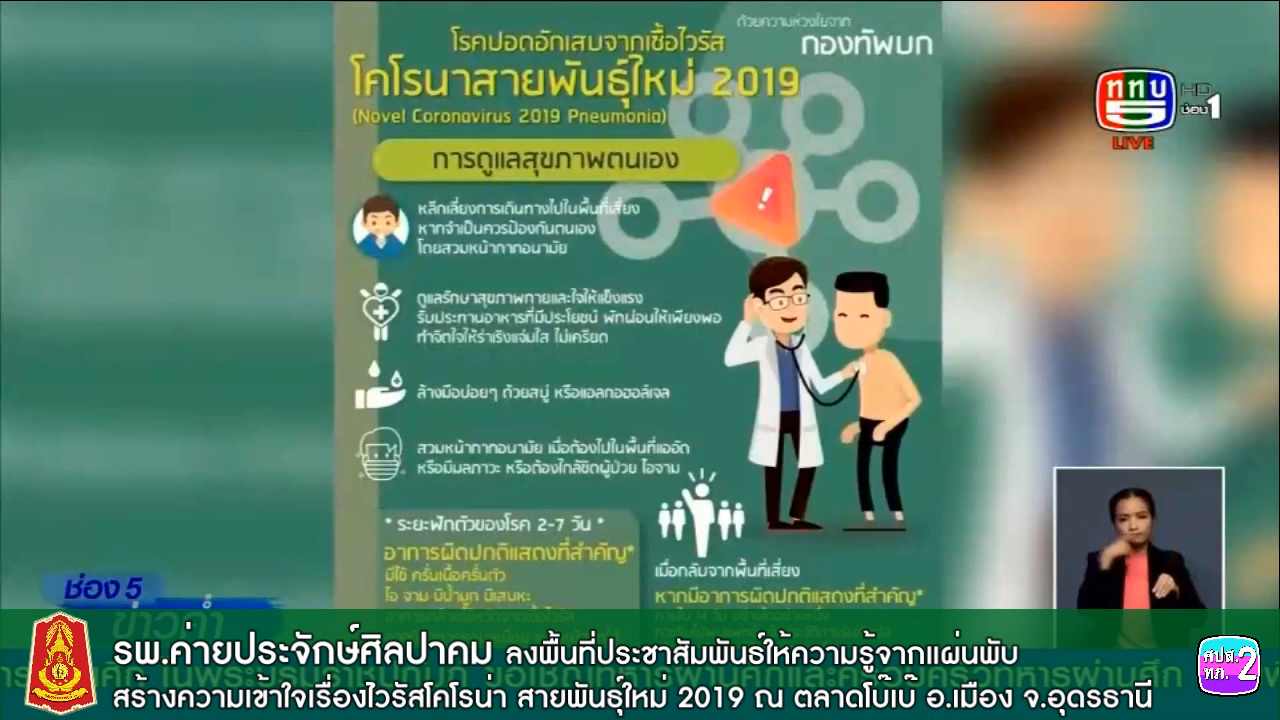 ด้วยความห่วงใยจาก
กองทัพบก
โรคปอดอักเสบจากเชื้อไวรัส
โคโรนาสายพันธุ์ใหม่ 2019
(Novel Coronavirus 2019 Pneumonia)
การดูแลสุขภาพตนเอง
ททบ
5
HD
ช่อง1
LIVE
หลีกเลี่ยงการเดินทางไปในพื้นที่เสี่ยง
หากจำเป็นควรป้องกันตนเอง
โดยสวมหน้ากากอนามัย
!
ดูแลรักษาสุขภาพกายและใจให้แข็งแรง
รับประทานอาหารที่มีประโยชน์ พักผ่อนให้เพียงพอ
ทำจิตใจให้ร่าเริงแจ่มใส ไม่เครียด
ล้างมือบ่อยๆ ด้วยสบู่ หรือแอลกอฮอล์เจล
สวมหน้ากากอนามัย เมื่อต้องไปในพื้นที่แออัด
หรือมีมลภาวะ หรือต้องใกล้ชิดผู้ป่วย ไอจาม
* ระยะฟักตัวของโรค 2-7 วัน *
อาการผิดปกติแสดงที่สำคัญ*
มีไข้ ครั่นเนื้อครั่นตัว
ไอ จาม มีน้ำมูก มีเสมหะ
เมื่อกลับจากพื้นที่เสี่ยง
หากมีอาการผิดปกติแสดงที่สำคัญ*
ช่อง 5
ข่าวค่ำ
รพ.ค่ายประจักษ์ศิลปาคม ลงพื้นที่ประชาสัมพันธ์ให้ความรู้จากแผ่นพับ
สร้างความเข้าใจเรื่องไวรัสโคโรน่า สายพันธุ์ใหม่ 2019 ณ ตลาดโบ๊เบ๊ อ.เมือง จ.อุดรธานี
ศปส.
ทภ. 2